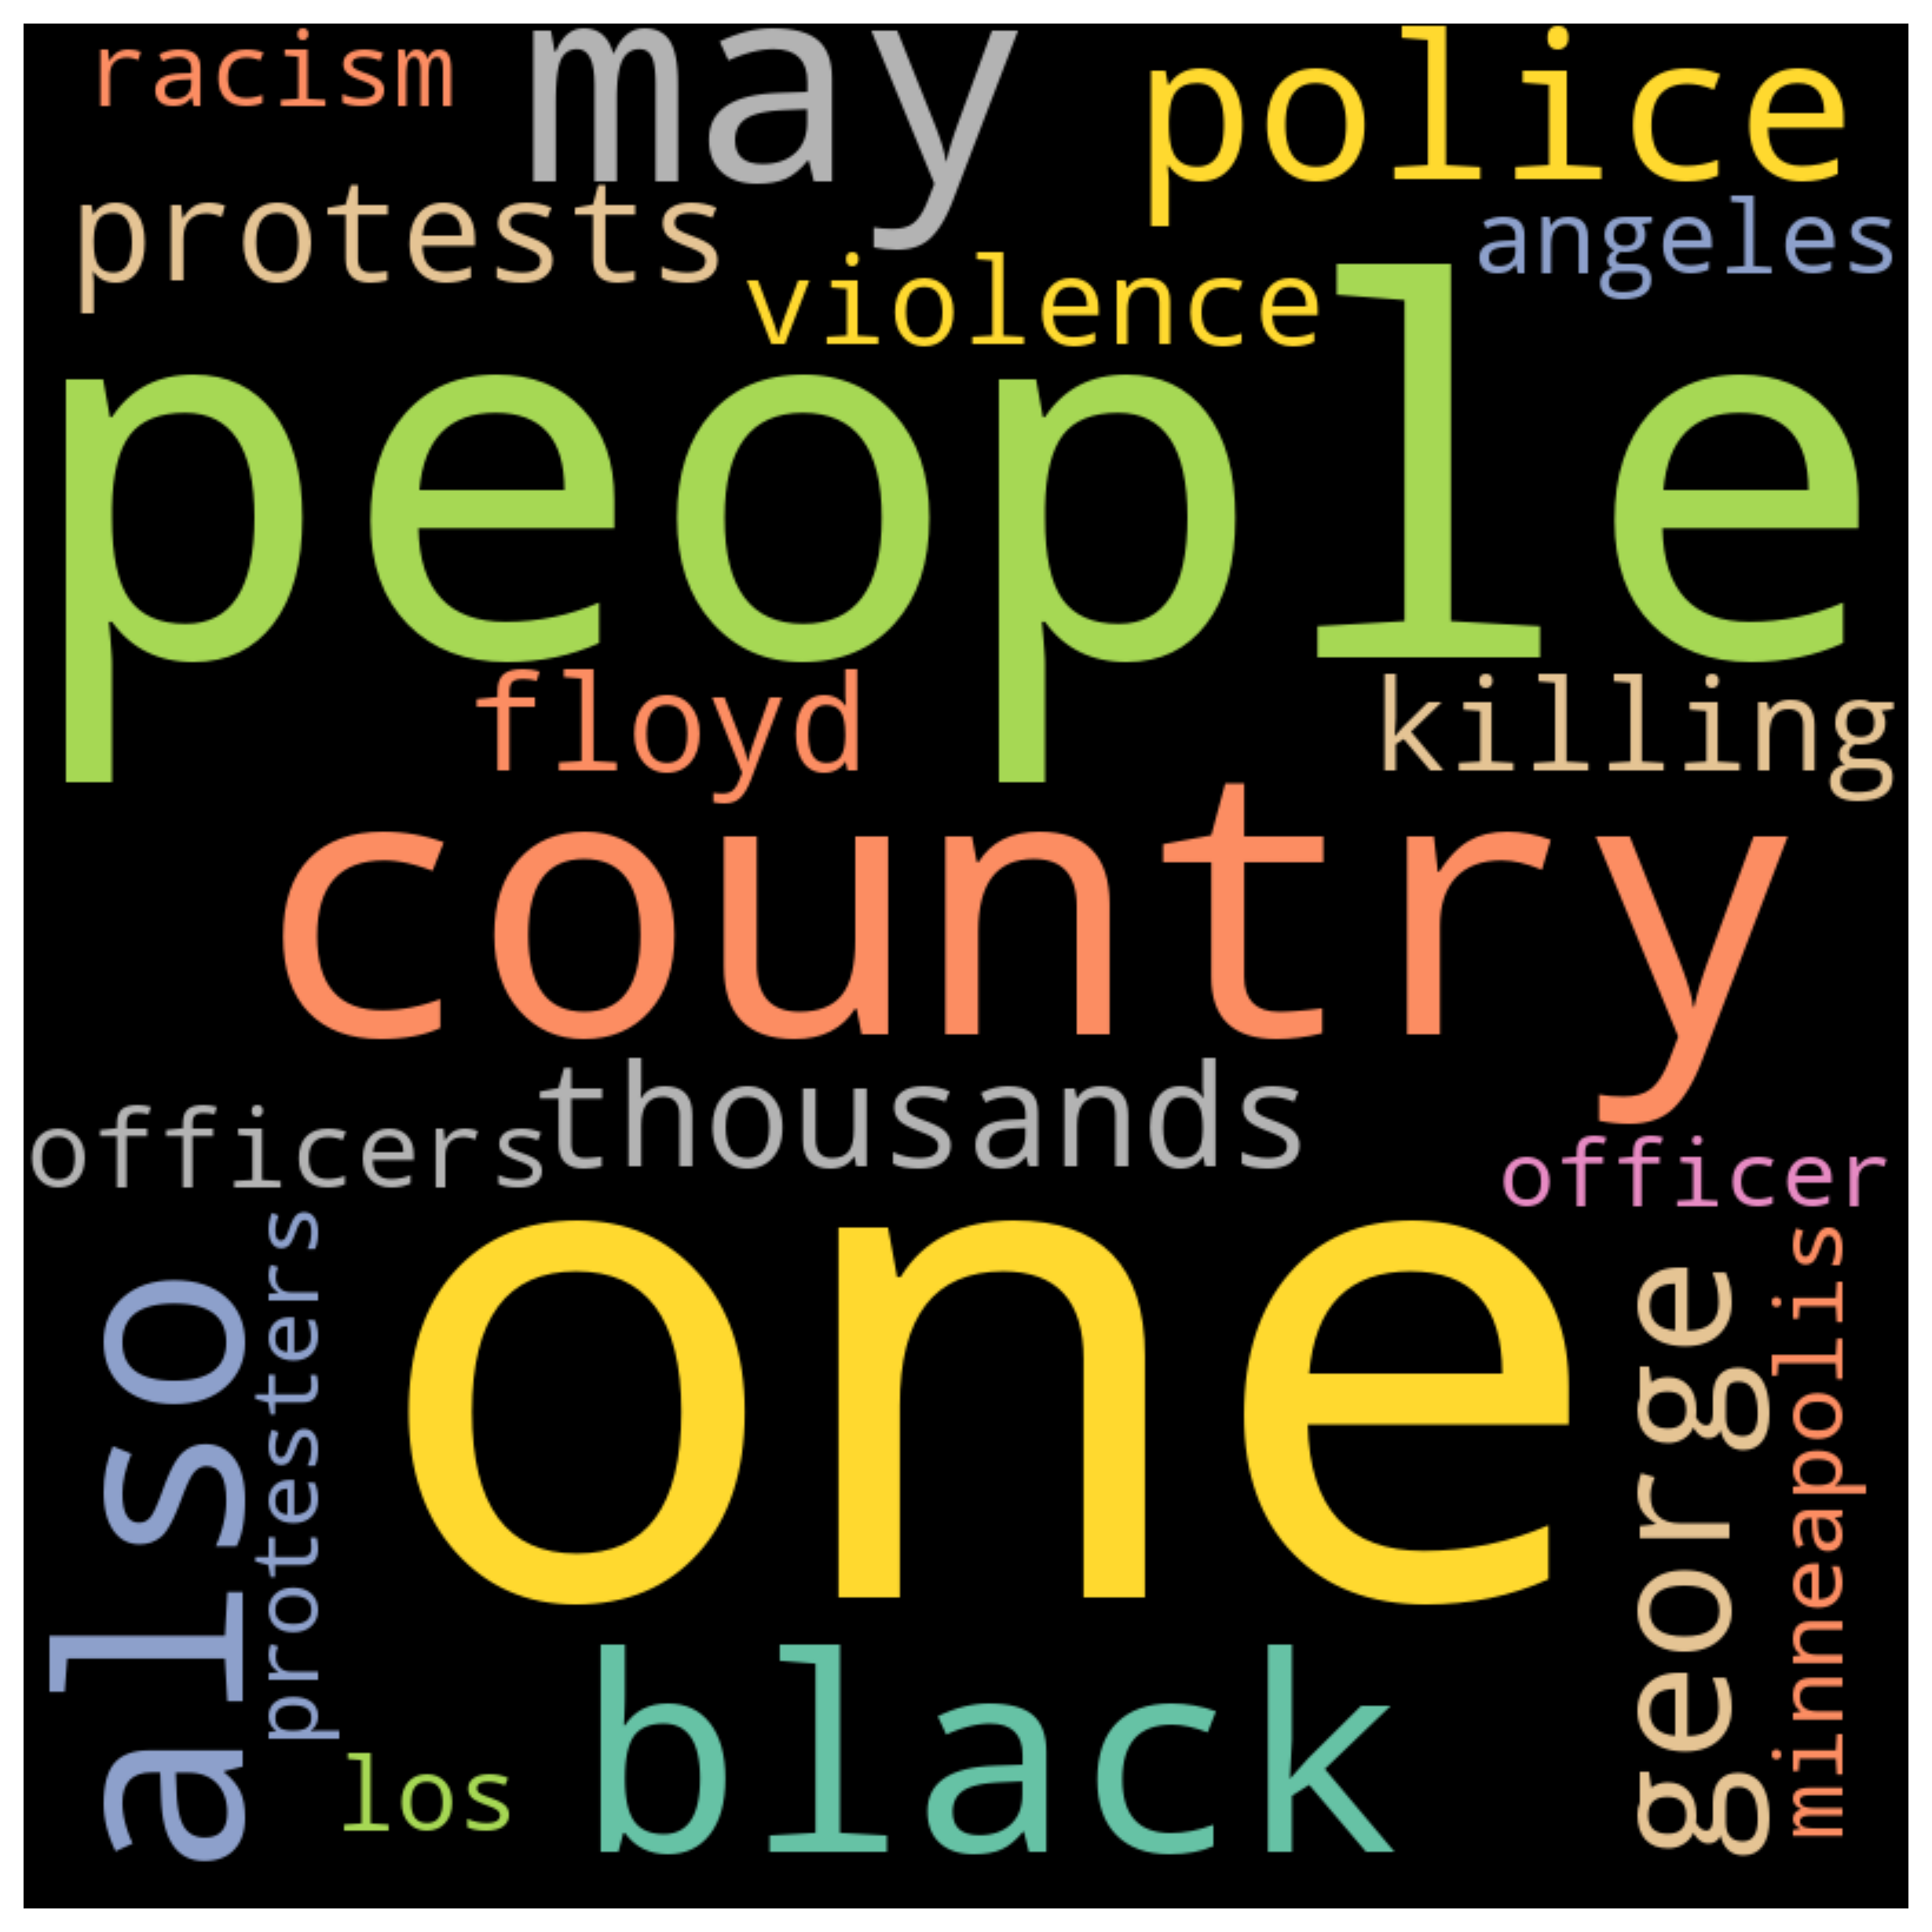 racism
may
police
protests
angeles
violence
people
floyd
killing
country
thousands
officers
officer
also
protesters
one
george
minneapolis
los
black